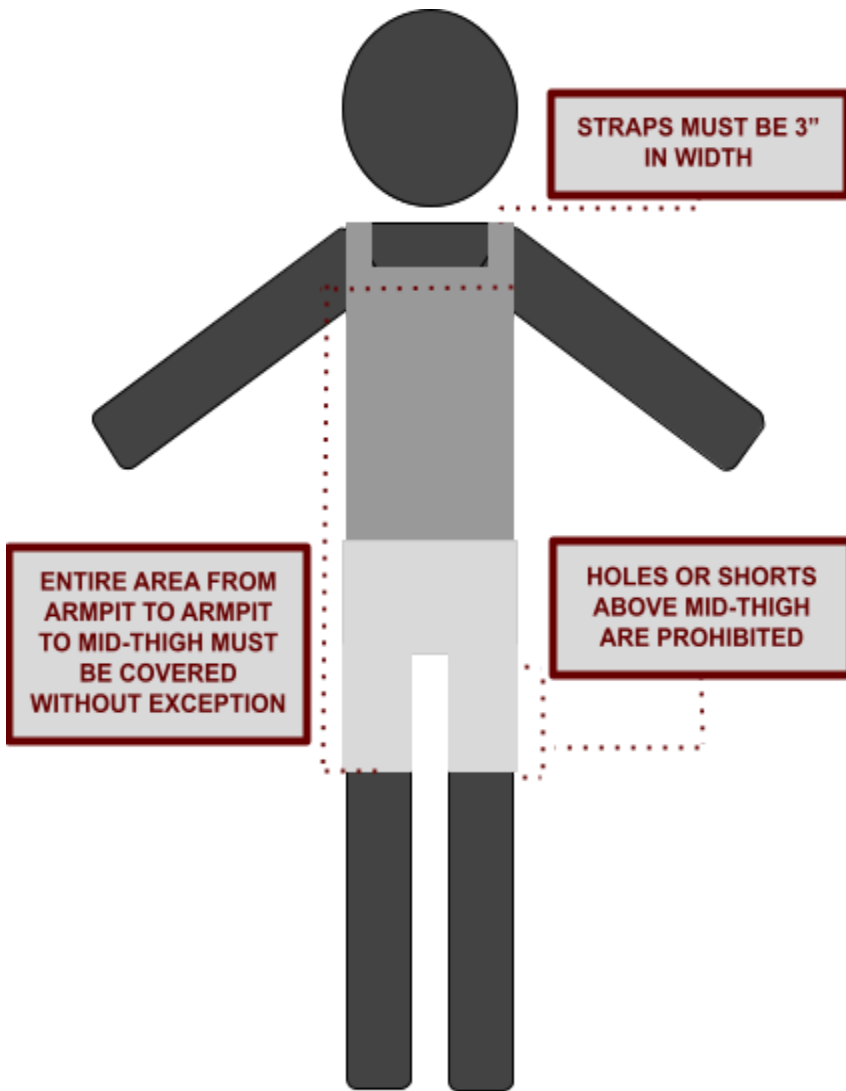 STRAPS MUST BE 3”
IN WIDTH
ENTIRE AREA FROM
ARMPIT TO ARMPIT
TO MID-THIGH MUST
BE COVERED
WITHOUT EXCEPTION
HOLES OR SHORTS
ABOVE MID-THIGH
ARE PROHIBITED